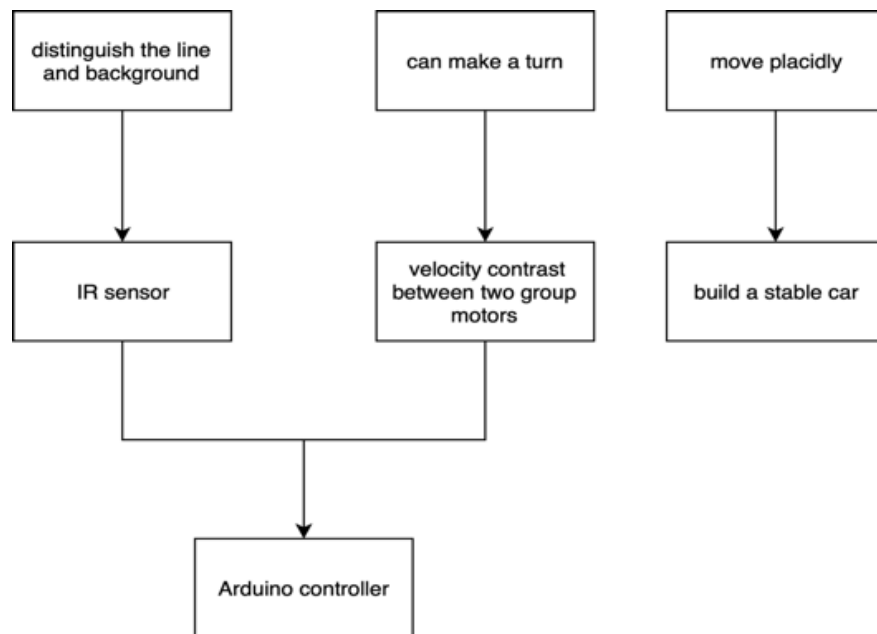 distinguish the line
and background
can make a turn
move placidly
IR sensor
velocity contrast
between two group
motors
build a stable car
Arduino controller